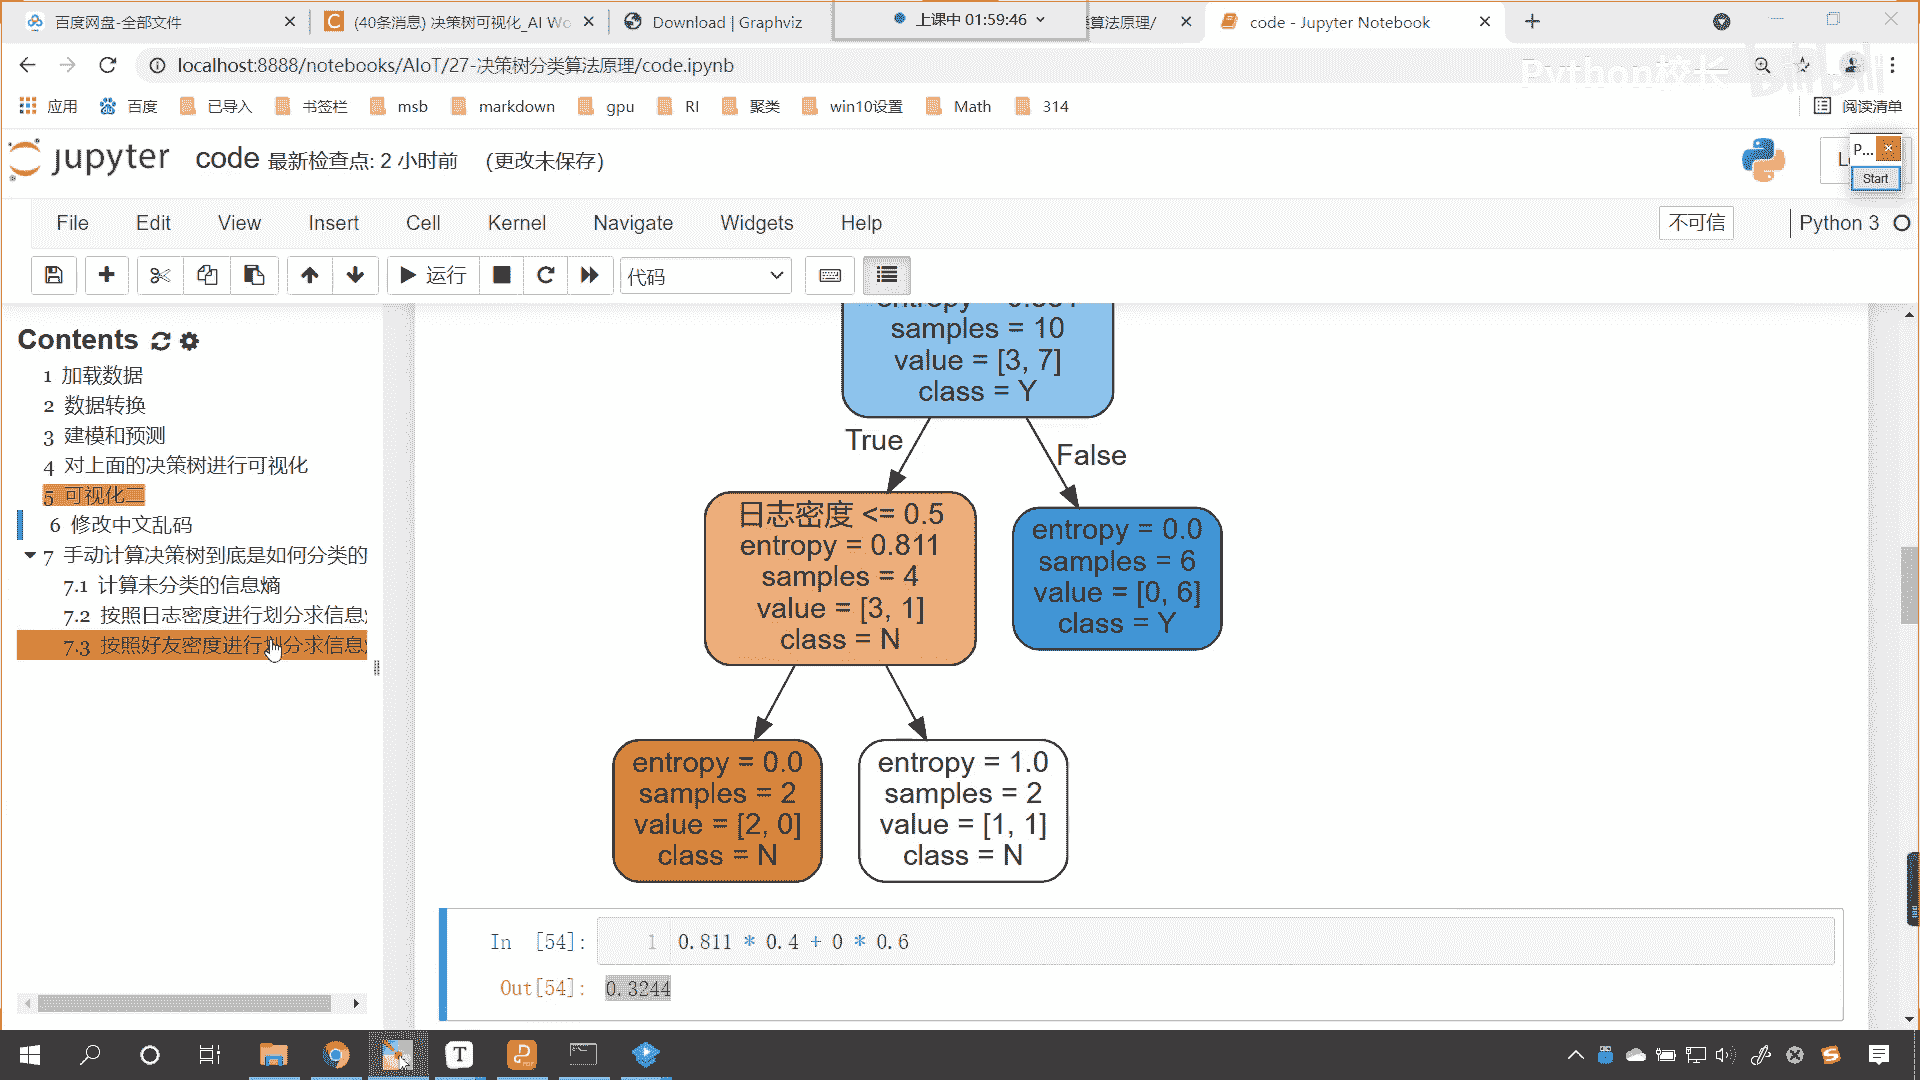 百度网盘-全部文件
(40条消息) 决策树可视化_AI Wo
Download | Graphviz
上课中 01:59:46
算法原理/
code - Jupyter Notebook
localhost:8888/notebooks/AIoT/27-决策树分类算法原理/code.ipynb
Python校长
bilibili
应用
百度
已导入
书签栏
msb
markdown
gpu
RI
聚类
win10设置
Math
314
阅读清单
jupyter
code 最新检查点: 2 小时前 (更改未保存)
P...
Start
File
Edit
View
Insert
Cell
Kernel
Navigate
Widgets
Help
不可信
Python 3
运行
代码
Contents
1 加载数据
2 数据转换
3 建模和预测
4 对上面的决策树进行可视化
5 可视化二
6 修改中文乱码
7 手动计算决策树到底是如何分类的
7.1 计算未分类的信息熵
7.2 按照日志密度进行划分求信息
7.3 按照好友密度进行划分求信息
samples = 10
value = [3, 7]
class = Y
True
False
日志密度 <= 0.5
entropy = 0.811
samples = 4
value = [3, 1]
class = N
entropy = 0.0
samples = 6
value = [0, 6]
class = Y
entropy = 0.0
samples = 2
value = [2, 0]
class = N
entropy = 1.0
samples = 2
value = [1, 1]
class = N
In [54]:
1 0.811 * 0.4 + 0 * 0.6
Out[54]:
0.3244